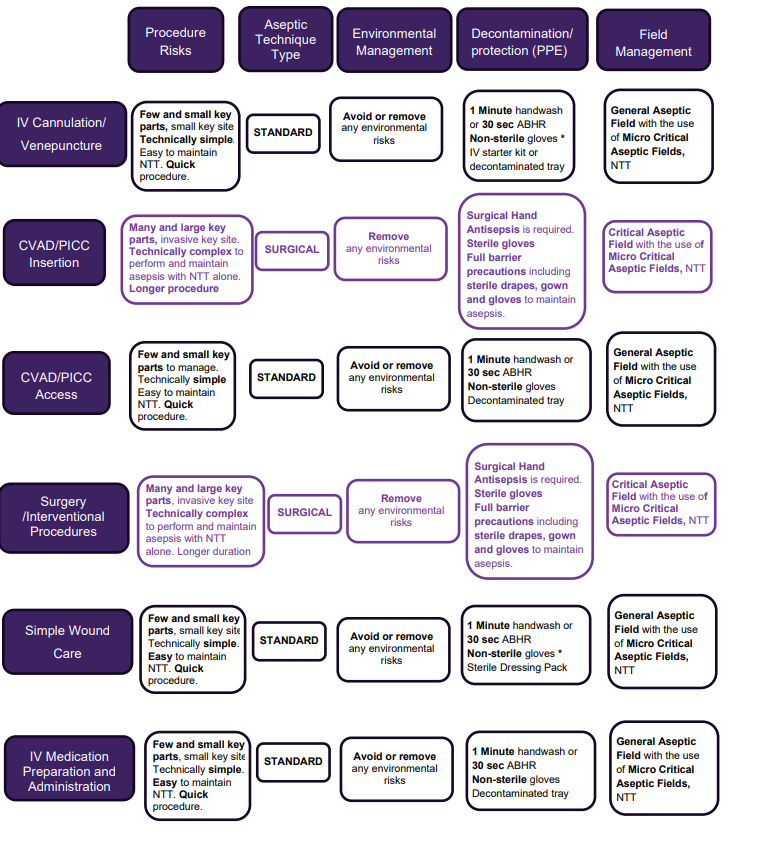 Procedure
Risks
Aseptic
Technique
Type
Environmental
Management
Decontamination/
protection (PPE)
Field
Management
IV Cannulation/
Venepuncture
Few and small key
parts, small key site
Technically simple.
Easy to maintain
NTT. Quick
procedure.
STANDARD
Avoid or remove
any environmental
risks
1 Minute handwash
or 30 sec ABHR
Non-sterile gloves *
IV starter kit or
decontaminated tray
General Aseptic
Field with the use
of Micro Critical
Aseptic Fields,
NTT
CVAD/PICC
Insertion
Many and large key
parts, invasive key site.
Technically complex to
perform and maintain
asepsis with NTT alone.
Longer procedure
SURGICAL
Remove
any environmental
risks
Surgical Hand
Antisepsis is required.
Sterile gloves
Full barrier
precautions including
sterile drapes, gown
and gloves to maintain
asepsis.
Critical Aseptic
Field with the use of
Micro Critical
Aseptic Fields, NTT
CVAD/PICC
Access
Few and small key
parts to manage.
Technically simple
Easy to maintain
NTT. Quick
procedure.
STANDARD
Avoid or remove
any environmental
risks
1 Minute handwash or
30 sec ABHR
Non-sterile gloves
Decontaminated tray
General Aseptic
Field with the use
of Micro Critical
Aseptic Fields,
NTT
Surgery
/Interventional
Procedures
Many and large key
parts, invasive key site
Technically complex
to perform and maintain
asepsis with NTT
alone. Longer duration
SURGICAL
Remove
any environmental
risks
Surgical Hand
Antisepsis is required.
Sterile gloves
Full barrier
precautions including
sterile drapes, gown
and gloves to maintain
asepsis.
Critical Aseptic
Field with the use of
Micro Critical
Aseptic Fields, NTT
Simple Wound
Care
Few and small key
parts, small key site
Technically simple.
Easy to maintain
NTT. Quick
procedure.
STANDARD
Avoid or remove
any environmental
risks
1 Minute handwash or
30 sec ABHR
Non-sterile gloves *
Sterile Dressing Pack
General Aseptic
Field with the use
of Micro Critical
Aseptic Fields,
NTT
IV Medication
Preparation and
Administration
Few and small key
parts, small key site
Technically simple.
Easy to maintain
NTT. Quick
procedure.
STANDARD
Avoid or remove
any environmental
risks
1 Minute handwash or
30 sec ABHR
Non-sterile gloves
Decontaminated tray
General Aseptic
Field with the use
of Micro Critical
Aseptic Fields,
NTT